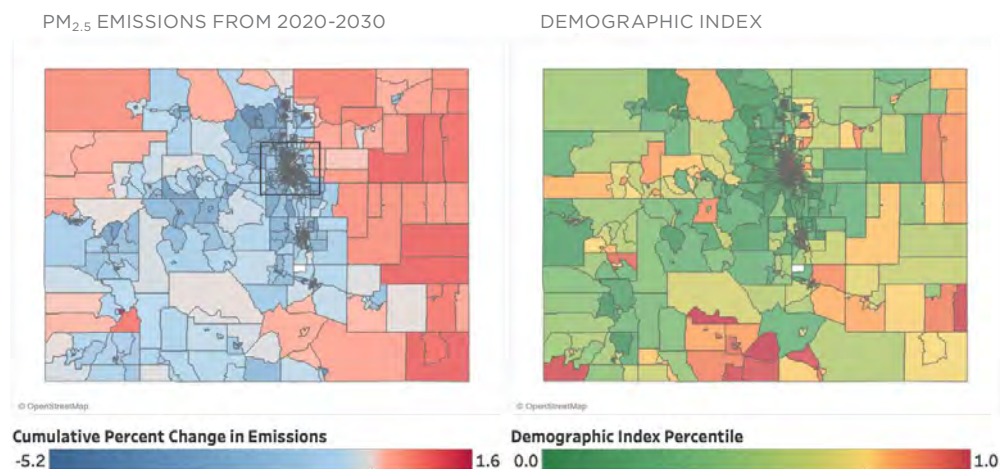 PM2.5 EMISSIONS FROM 2020-2030
DEMOGRAPHIC INDEX
© OpenStreetMap
© OpenStreetMap
Cumulative Percent Change in Emissions
-5.2 1.6
Demographic Index Percentile
0.0 1.0